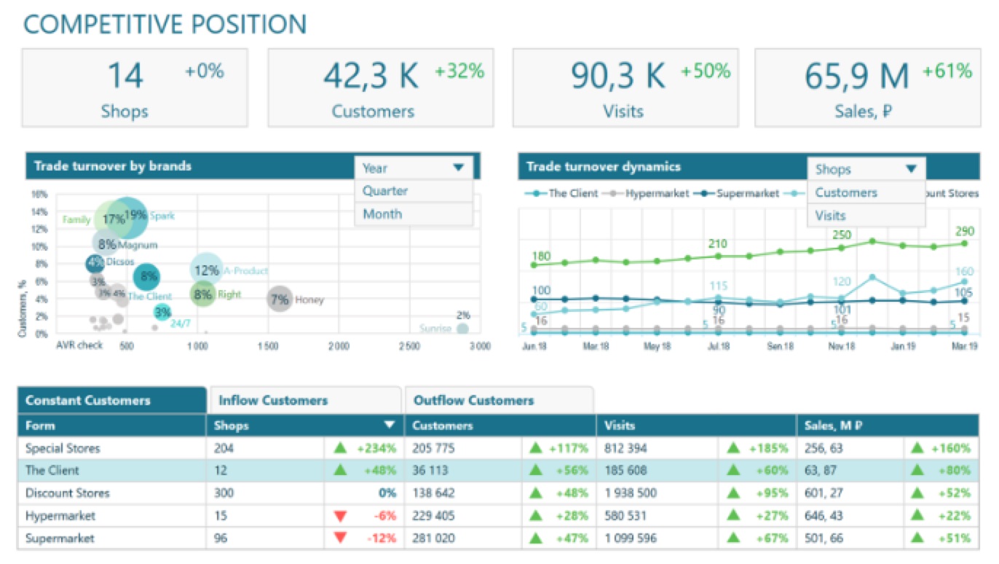 COMPETITIVE POSITION
14 +0%
Shops
42,3 K +32%
Customers
90,3 K +50%
Visits
65,9 M +61%
Sales, ₽
Trade turnover by brands
Year
Quarter
Month
16%
14%
12%
10%
8%
6%
4%
2%
0%
Customers, %
Family 17% 19% Spark
8% Magnum
4% Dicsos
3%
3% 4% The Client
8%
12% A-Product
8% Right
7% Honey
3%
24/7
2%
Sunrise
AVR check 500 1 000 1 500 2 000 2 500 3 000
Trade turnover dynamics
Shops
Customers
Visits
The Client Hypermarket Supermarket ount Stores
180 210 250 290
100 115 120 160
60 90 101 105
16 16 16 15
5 5 5 5
Jun.18 Mar.18 May 18 Jul.18 Sen.18 Nov.18 Jan.19 Mar.19
Constant Customers Inflow Customers Outflow Customers
Form Shops Customers Visits Sales, M ₽
Special Stores 204 +234% 205 775 +117% 812 394 +185% 256, 63 +160%
The Client 12 +48% 36 113 +56% 185 608 +60% 63, 87 +80%
Discount Stores 300 0% 138 642 +48% 1 938 500 +95% 601, 27 +52%
Hypermarket 15 -6% 229 405 +28% 580 531 +27% 646, 43 +22%
Supermarket 96 -12% 281 020 +47% 1 099 596 +67% 501, 66 +51%